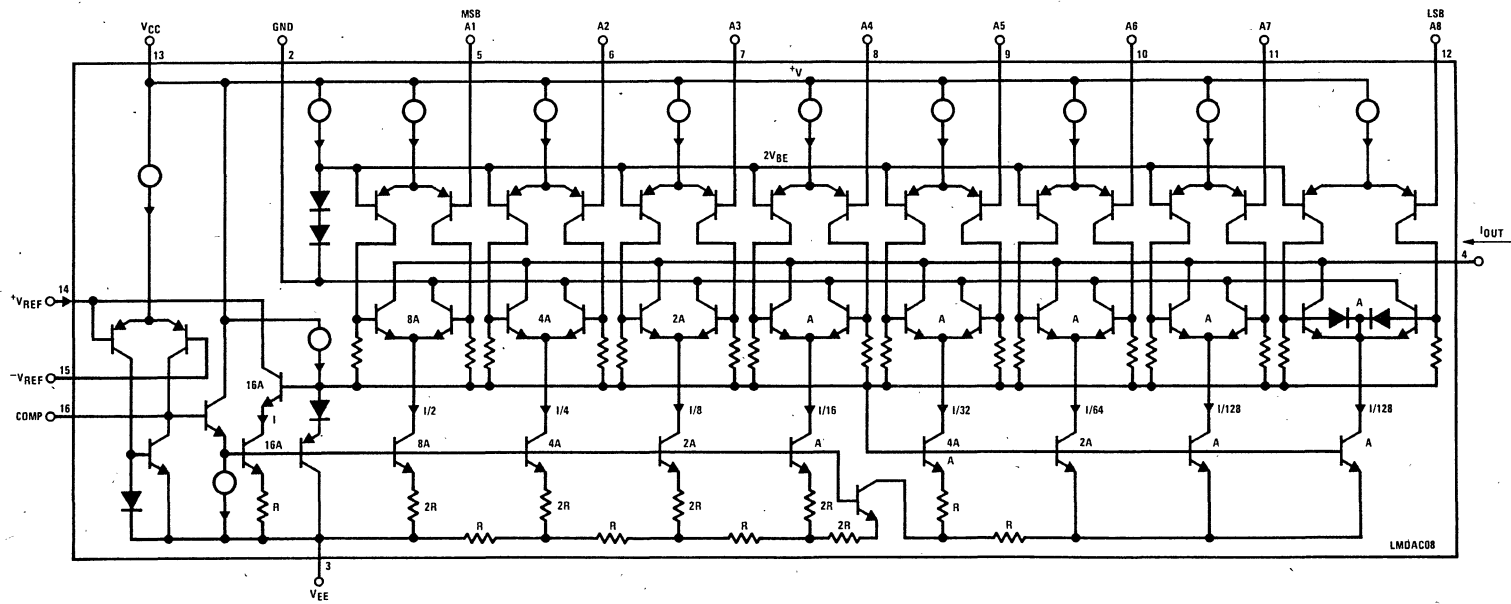 VCC
13
GND
2
MSB
A1
5
A2
6
A3
7
A4
8
A5
9
A6
10
A7
11
LSB
A8
12
+V
2VBE
IOUT
4
14
+VREF
15
-VREF
COMP 16
8A
4A
2A
A
A
A
A
A
16A
I
16A
R
I/2
I/4
I/8
I/16
I/32
I/64
I/128
I/128
8A
4A
2A
A
4A
A
2A
A
A
2R
2R
2R
2R
R
R
R
R
2R
R
3
VEE
LMDAC08